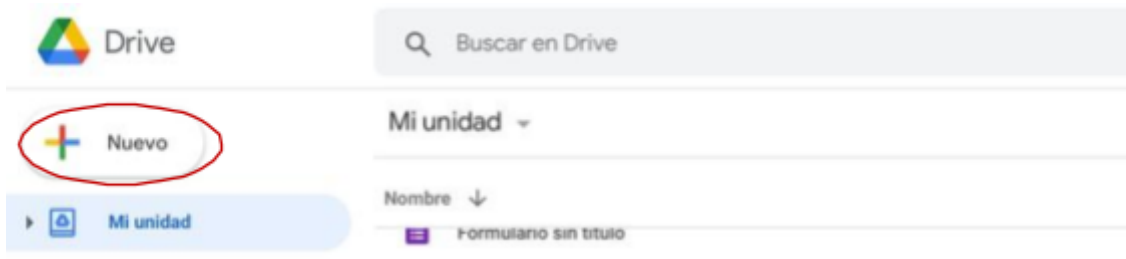 Drive
Buscar en Drive
Nuevo
Mi unidad
Mi unidad
Nombre
Formulario sin título